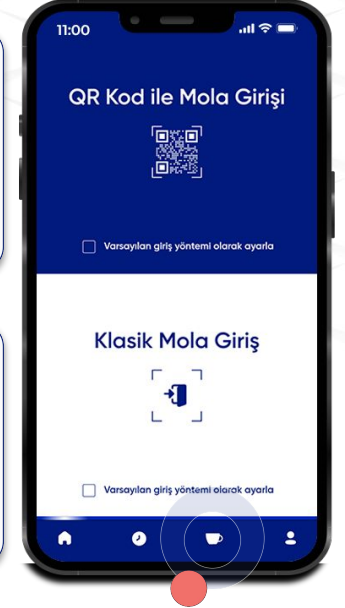 11:00
QR Kod ile Mola Girişi
Varsayılan giriş yöntemi olarak ayarla
Klasik Mola Giriş
Varsayılan giriş yöntemi olarak ayarla